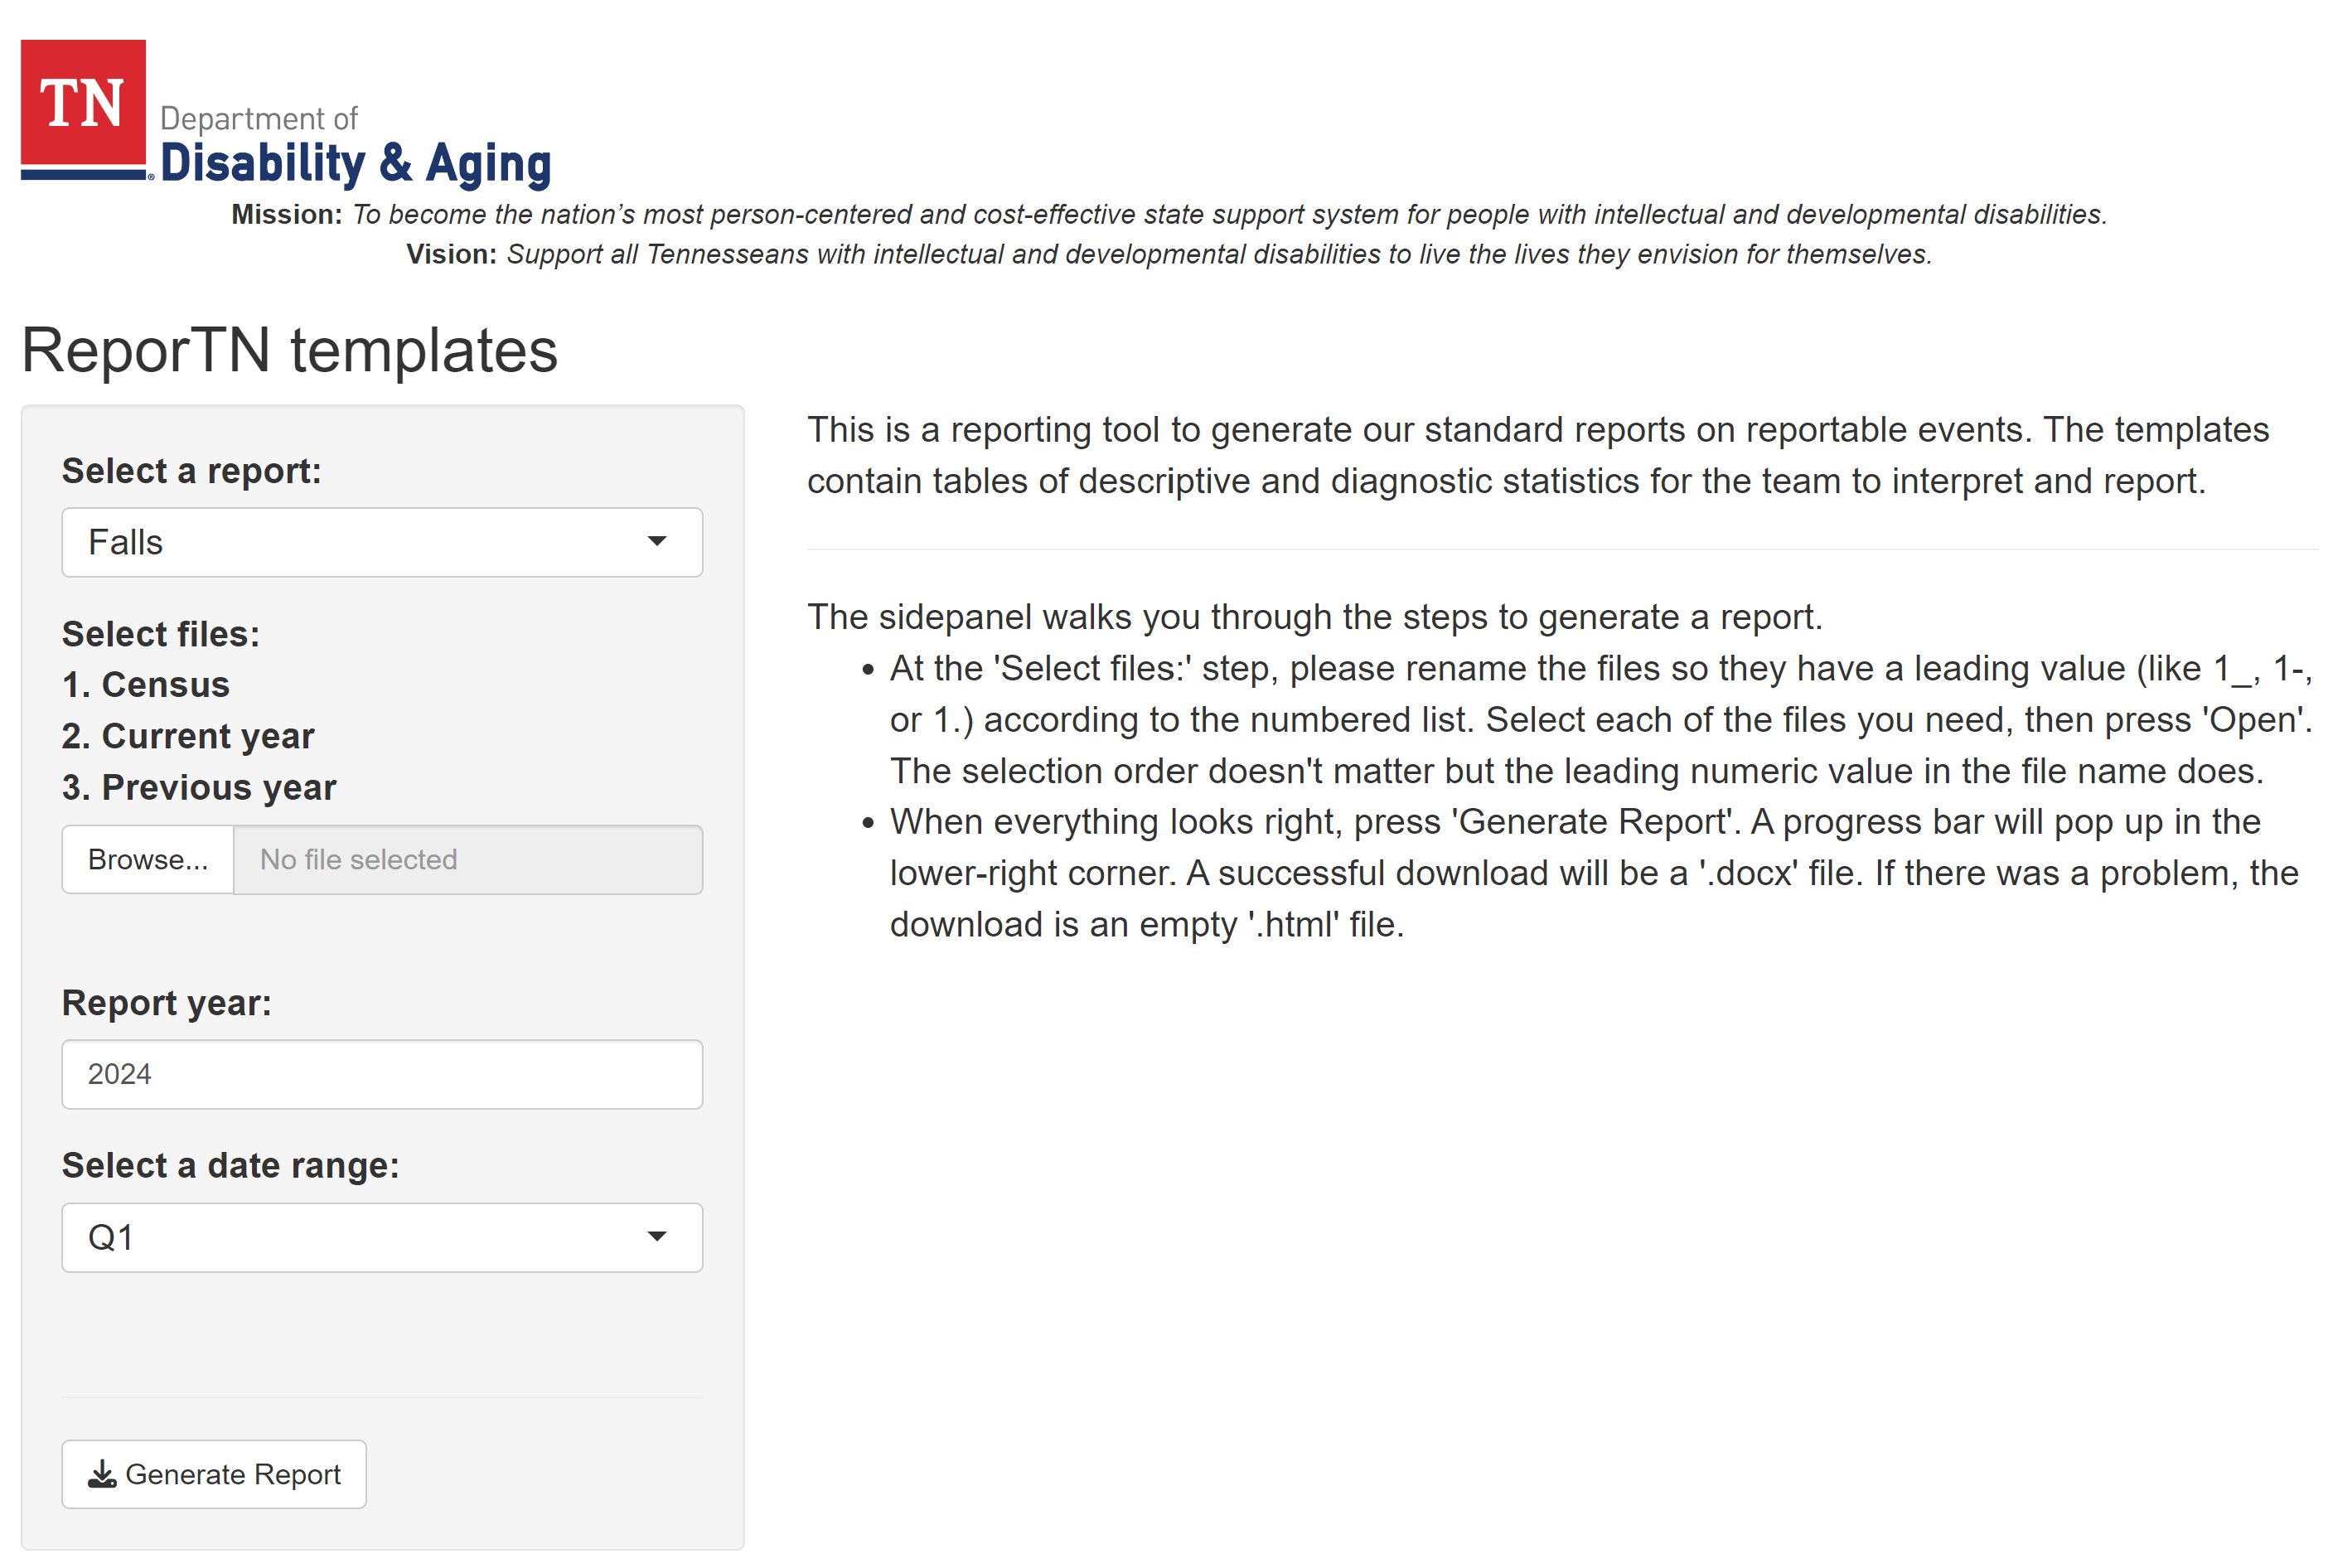 TN
Department of
Disability & Aging
®
Mission: To become the nation’s most person-centered and cost-effective state support system for people with intellectual and developmental disabilities.
Vision: Support all Tennesseans with intellectual and developmental disabilities to live the lives they envision for themselves.
ReporTN templates
Select a report:
Falls
Select files:
1. Census
2. Current year
3. Previous year
Browse...
No file selected
Report year:
2024
Select a date range:
Q1
Generate Report
This is a reporting tool to generate our standard reports on reportable events. The templates
contain tables of descriptive and diagnostic statistics for the team to interpret and report.
The sidepanel walks you through the steps to generate a report.
• At the 'Select files:' step, please rename the files so they have a leading value (like 1_, 1-,
or 1.) according to the numbered list. Select each of the files you need, then press 'Open'.
The selection order doesn't matter but the leading numeric value in the file name does.
• When everything looks right, press 'Generate Report'. A progress bar will pop up in the
lower-right corner. A successful download will be a '.docx' file. If there was a problem, the
download is an empty '.html' file.